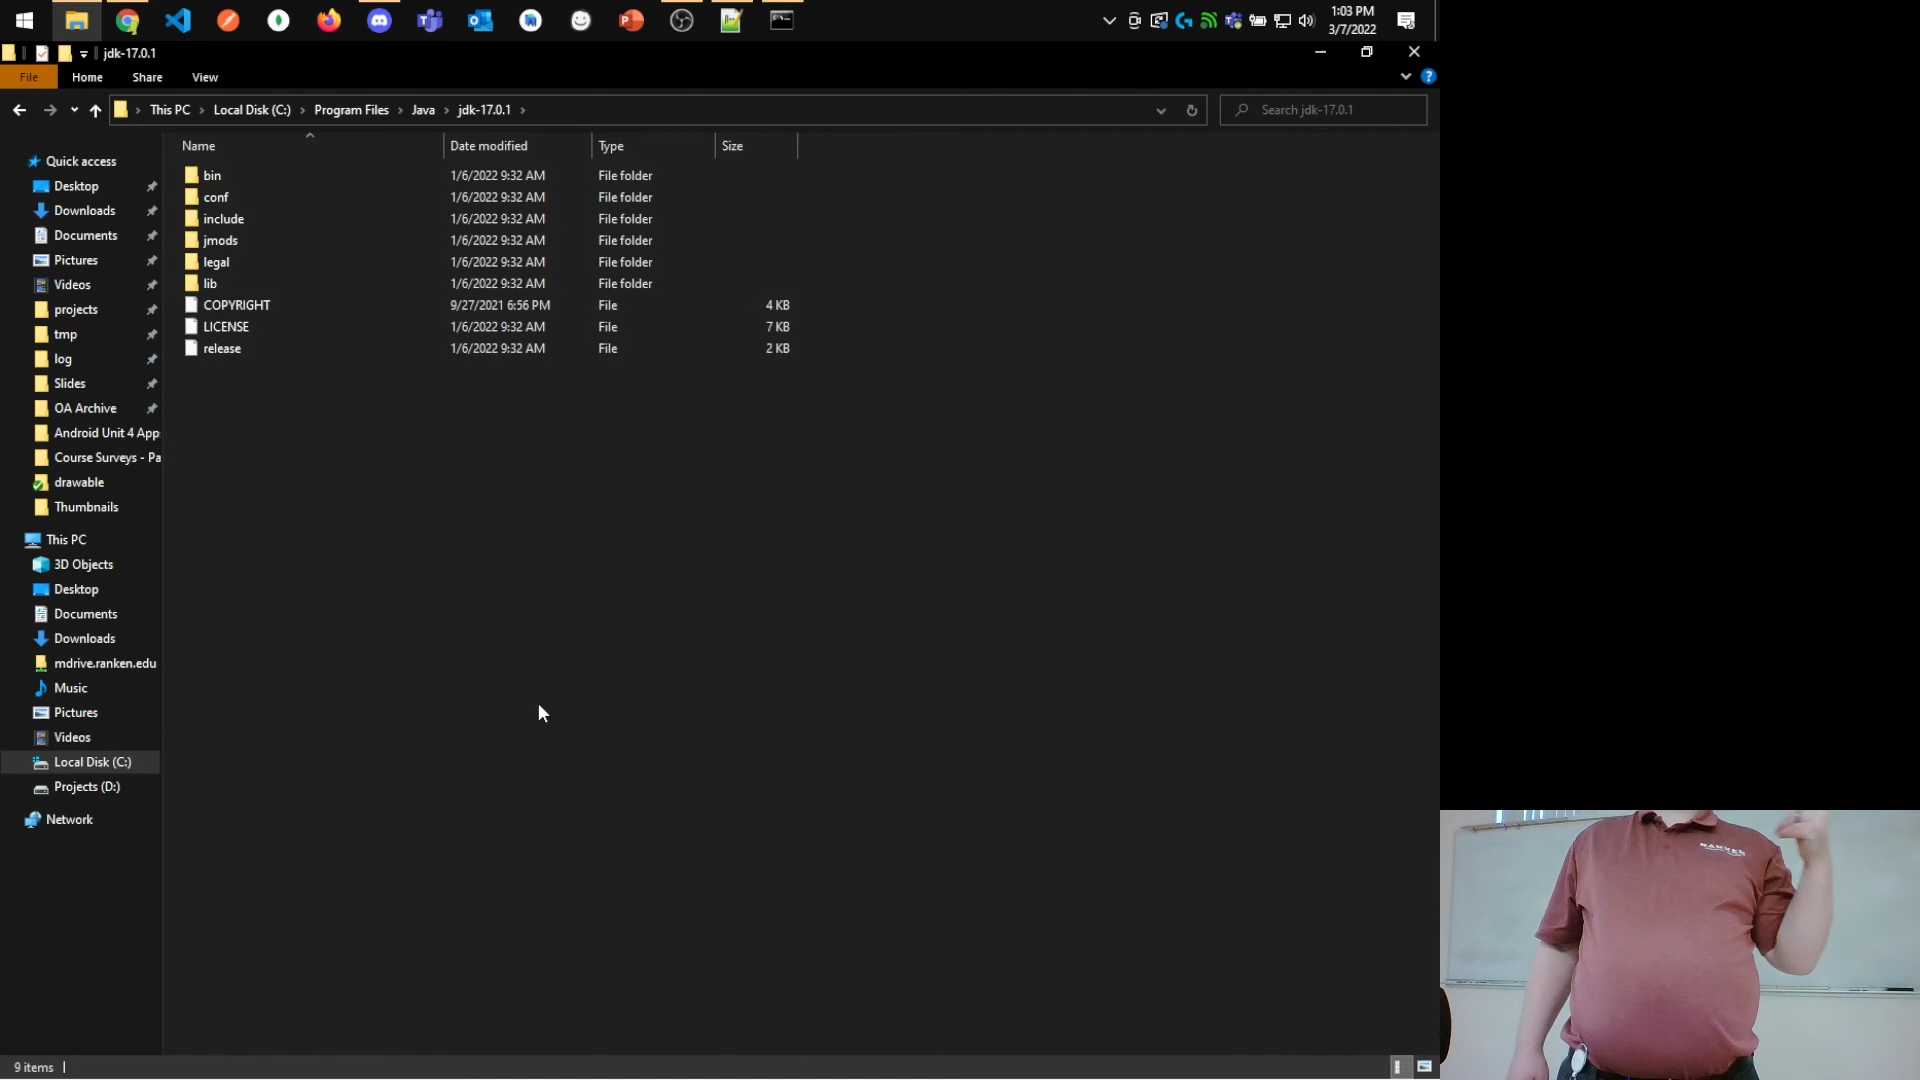 1:03 PM
3/7/2022
jdk-17.0.1
File Home Share View
This PC Local Disk (C:) Program Files Java jdk-17.0.1
Search jdk-17.0.1
Name Date modified Type Size
bin 1/6/2022 9:32 AM File folder
conf 1/6/2022 9:32 AM File folder
include 1/6/2022 9:32 AM File folder
jmods 1/6/2022 9:32 AM File folder
legal 1/6/2022 9:32 AM File folder
lib 1/6/2022 9:32 AM File folder
COPYRIGHT 9/27/2021 6:56 PM File 4 KB
LICENSE 1/6/2022 9:32 AM File 7 KB
release 1/6/2022 9:32 AM File 2 KB
Quick access
Desktop
Downloads
Documents
Pictures
Videos
projects
tmp
log
Slides
OA Archive
Android Unit 4 App
Course Surveys - Pa
drawable
Thumbnails
This PC
3D Objects
Desktop
Documents
Downloads
mdrive.ranken.edu
Music
Pictures
Videos
Local Disk (C:)
Projects (D:)
Network
9 items
RANKEN